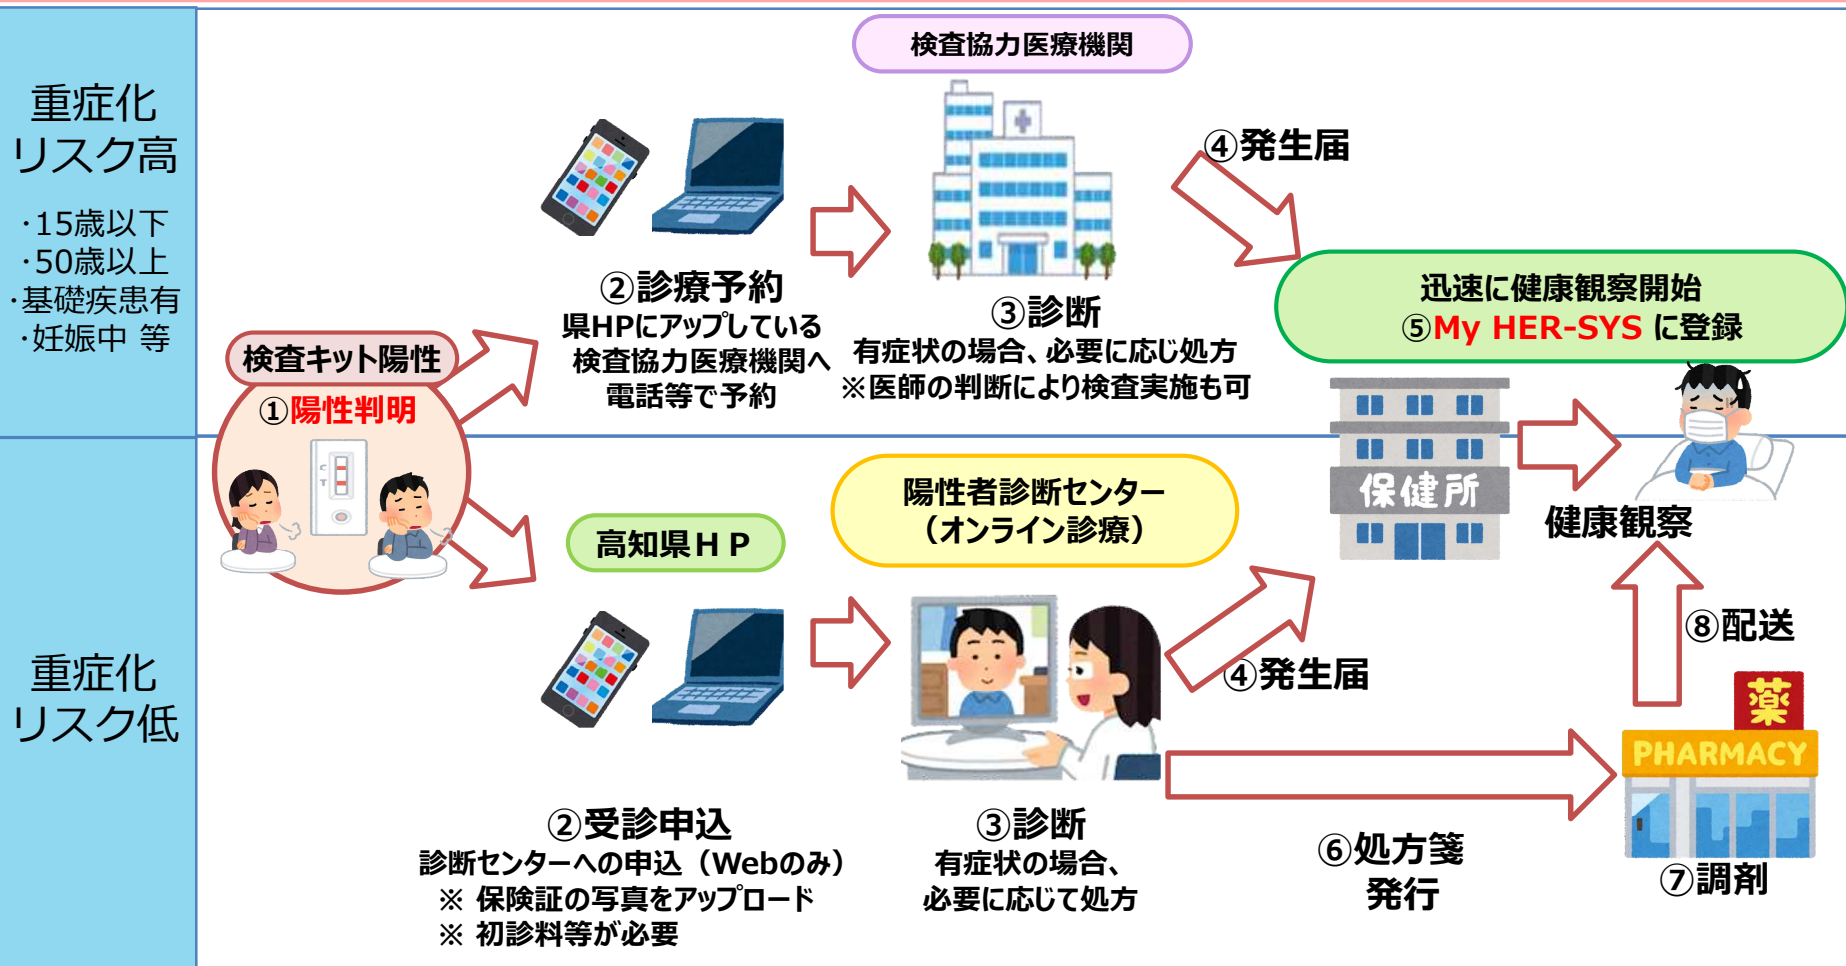 重症化
リスク高
・15歳以下
・50歳以上
・基礎疾患有
・妊娠中 等
検査キット陽性
①陽性判明
C
T
②診療予約
県HPにアップしている
検査協力医療機関へ
電話等で予約
検査協力医療機関
③診断
有症状の場合、必要に応じ処方
※医師の判断により検査実施も可
④発生届
迅速に健康観察開始
⑤My HER-SYS に登録
保健所
健康観察
重症化
リスク低
高知県ＨＰ
②受診申込
診断センターへの申込（Webのみ）
※ 保険証の写真をアップロード
※ 初診料等が必要
陽性者診断センター
（オンライン診療）
③診断
有症状の場合、
必要に応じて処方
④発生届
⑥処方箋
発行
薬
PHARMACY
⑦調剤
⑧配送